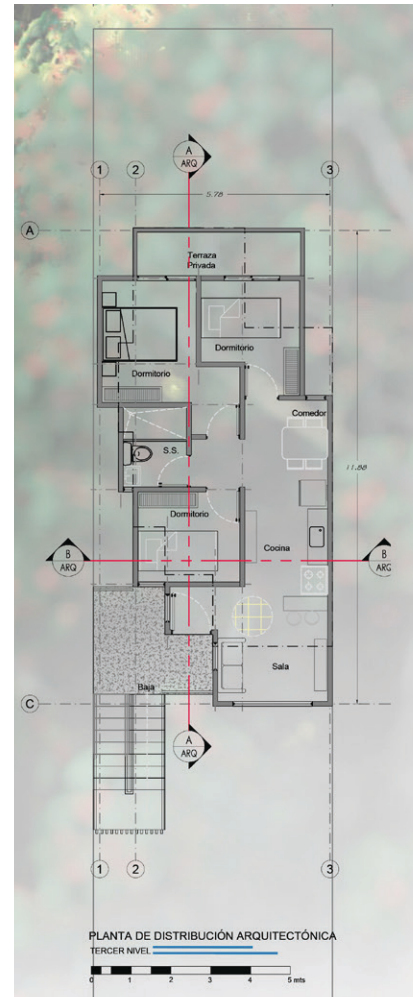 A
ARQ
1
2
3
5.78
A
Terraza
Privada
Dormitorio
Dormitorio
Comedor
11.88
S.S.
Dormitorio
B
ARQ
Cocina
B
ARQ
Sala
Baja
C
A
ARQ
1
2
3
PLANTA DE DISTRIBUCIÓN ARQUITECTÓNICA
TERCER NIVEL
0 1 2 3 4 5 mts